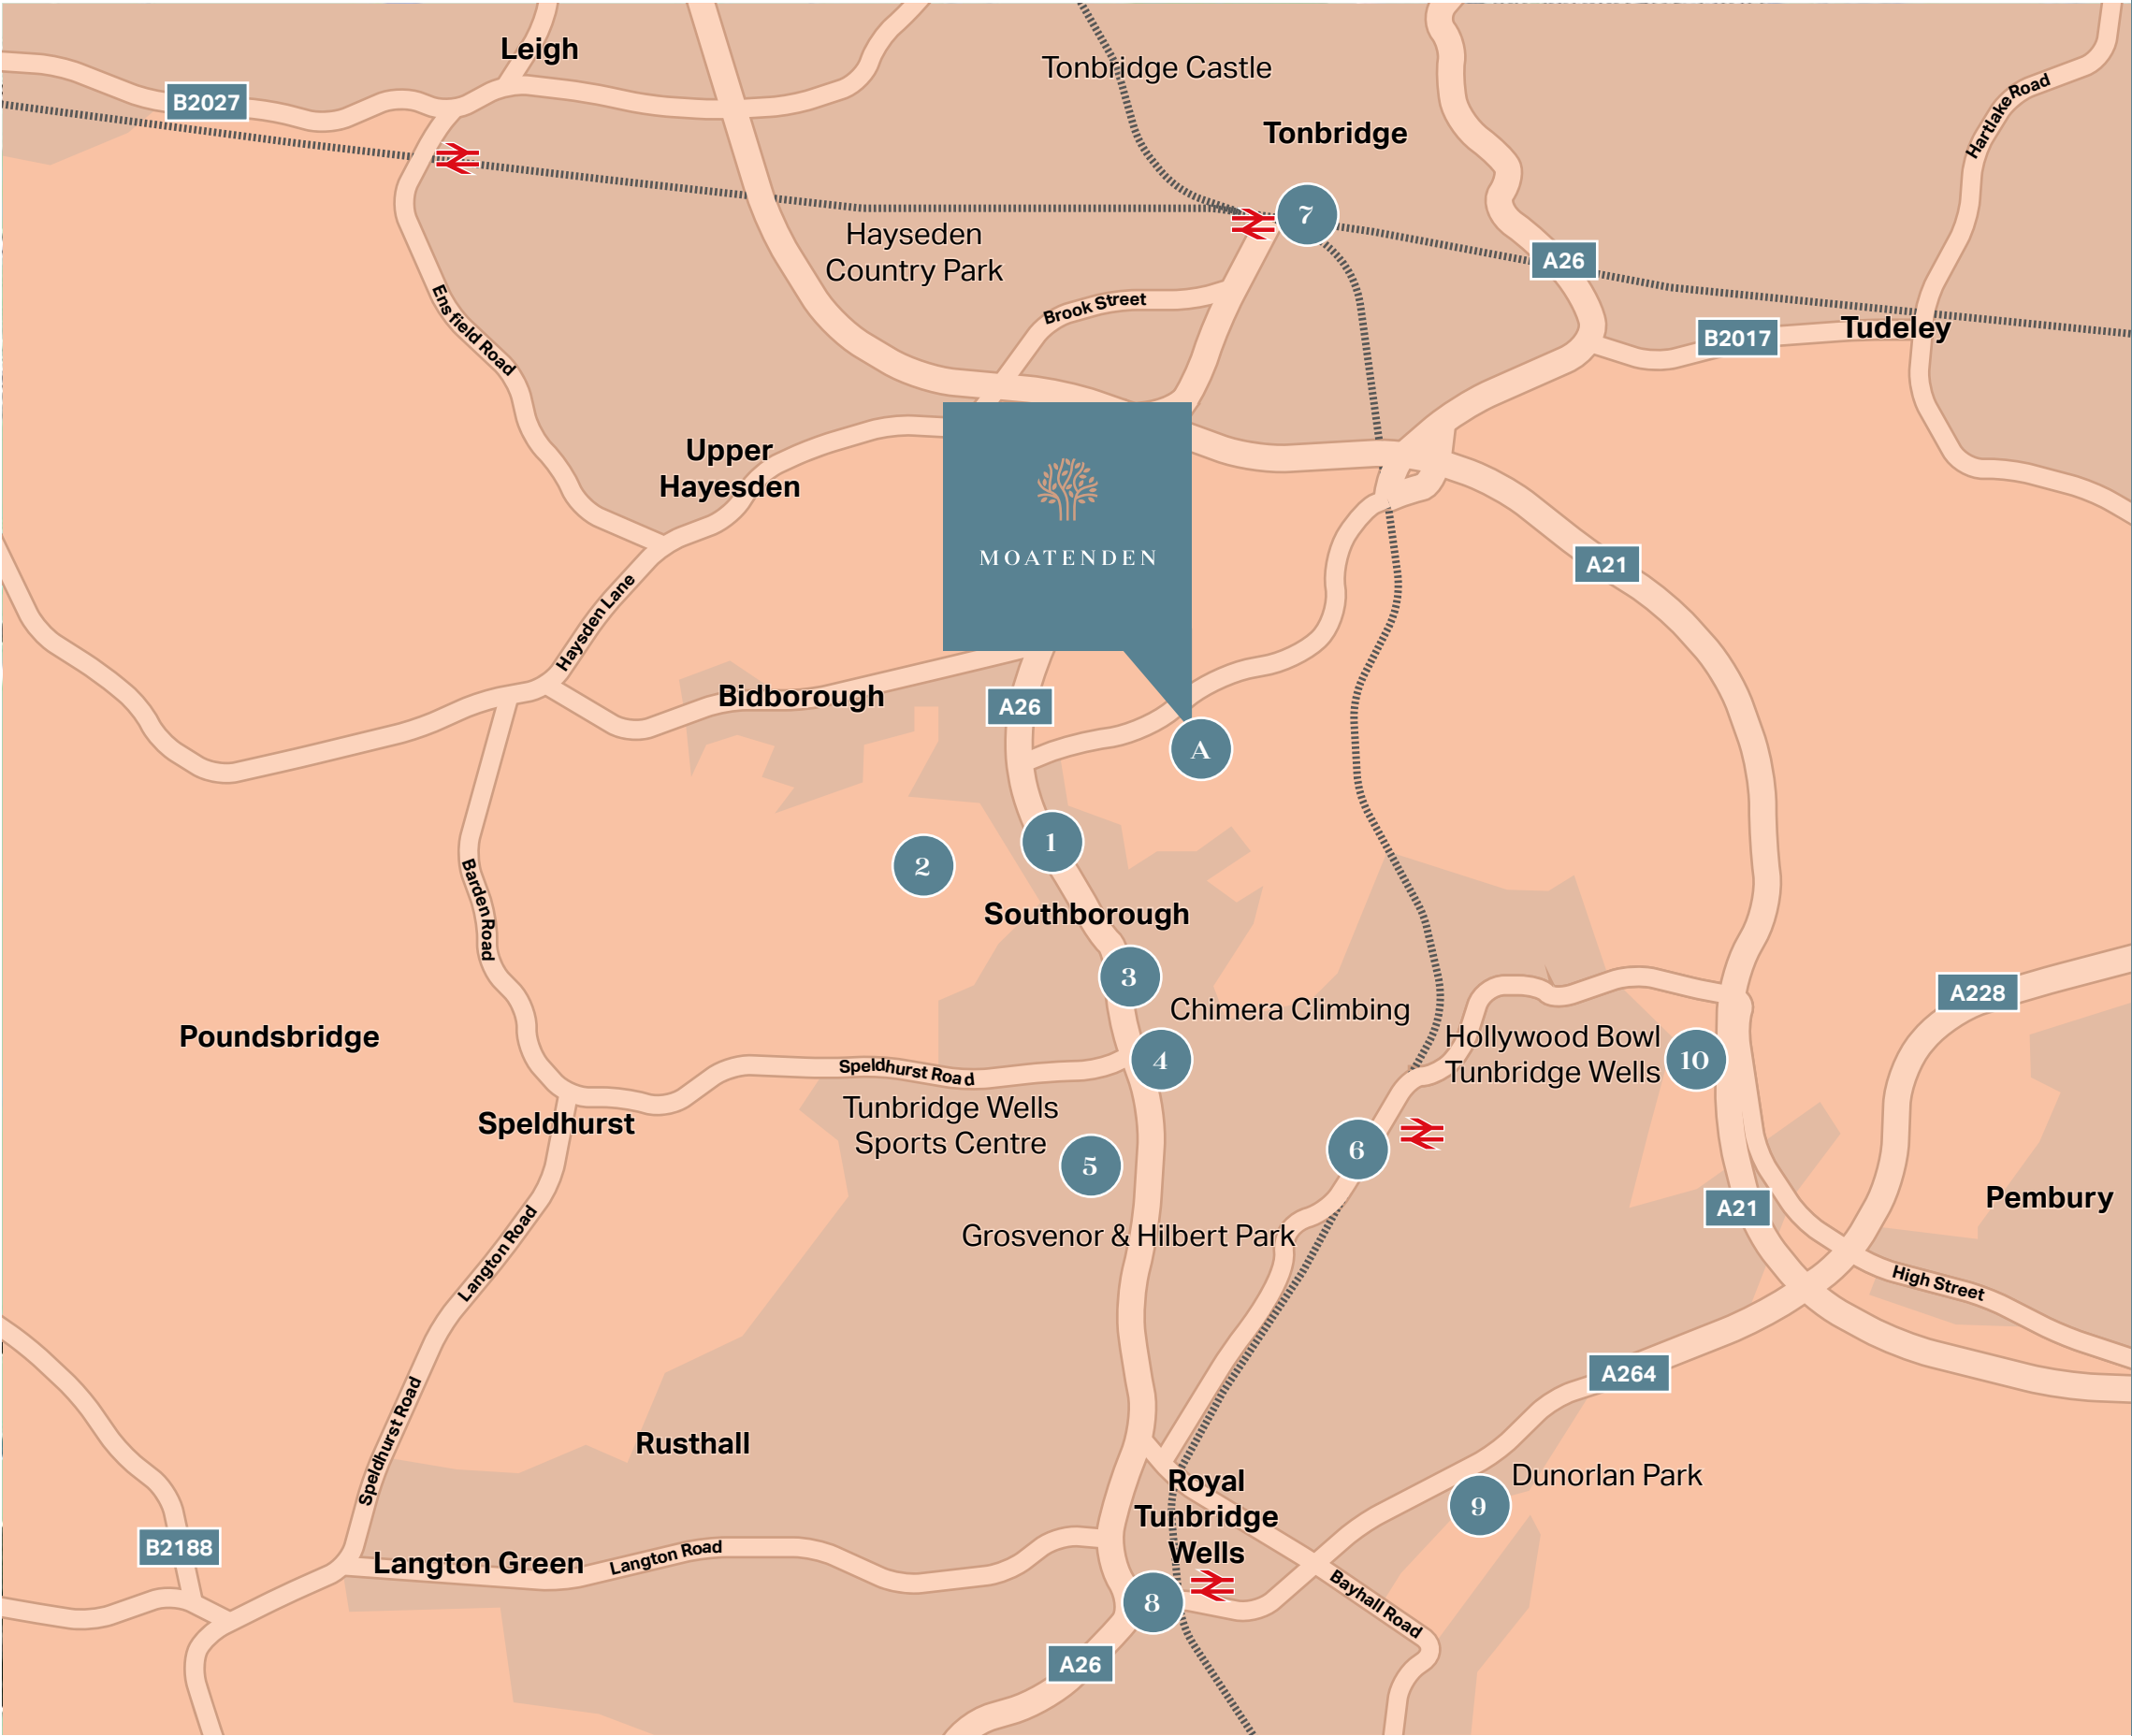 Leigh
Tonbridge Castle
B2027
Hartlake Road
Tonbridge
7
Hayseden
Country Park
A26
Brook Street
Ensfield Road
B2017
Tudeley
Upper
Hayesden
MOATENDEN
A21
Haysden Lane
Bidborough
A26
A
1
2
Barden Road
Southborough
3
A228
Chimera Climbing
Poundsbridge
Hollywood Bowl
Tunbridge Wells
10
4
Speldhurst Road
Tunbridge Wells
Sports Centre
Speldhurst
6
5
Pembury
A21
Grosvenor & Hilbert Park
Langton Road
High Street
A264
Speldhurst Road
Rusthall
Royal
Tunbridge
Wells
Dunorlan Park
9
B2188
Langton Green
Langton Road
8
Bayhall Road
A26